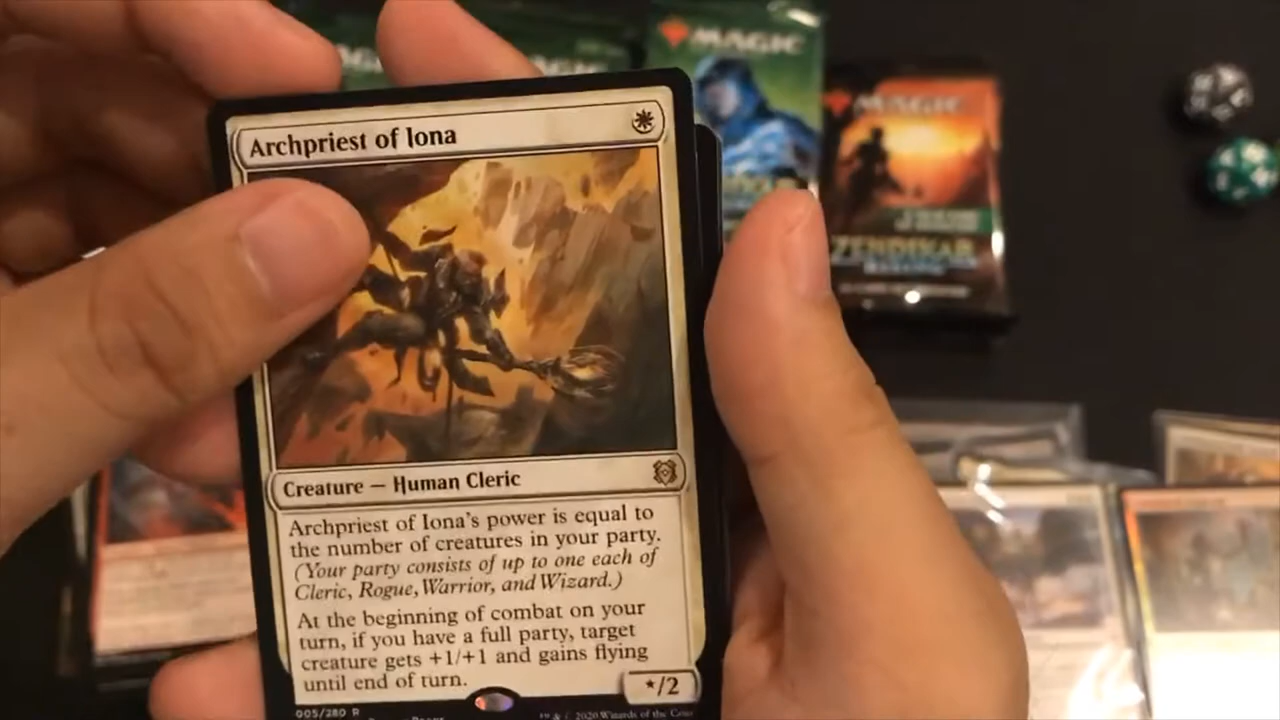 MAGIC
MAGIC
ZENDIKAR
Archpriest of Iona
Creature — Human Cleric
Archpriest of Iona's power is equal to
the number of creatures in your party.
(Your party consists of up to one each of
Cleric, Rogue, Warrior, and Wizard.)
At the beginning of combat on your
turn, if you have a full party, target
creature gets +1/+1 and gains flying
until end of turn.
*/2
005/280 R
2020 Wizards of the Coas